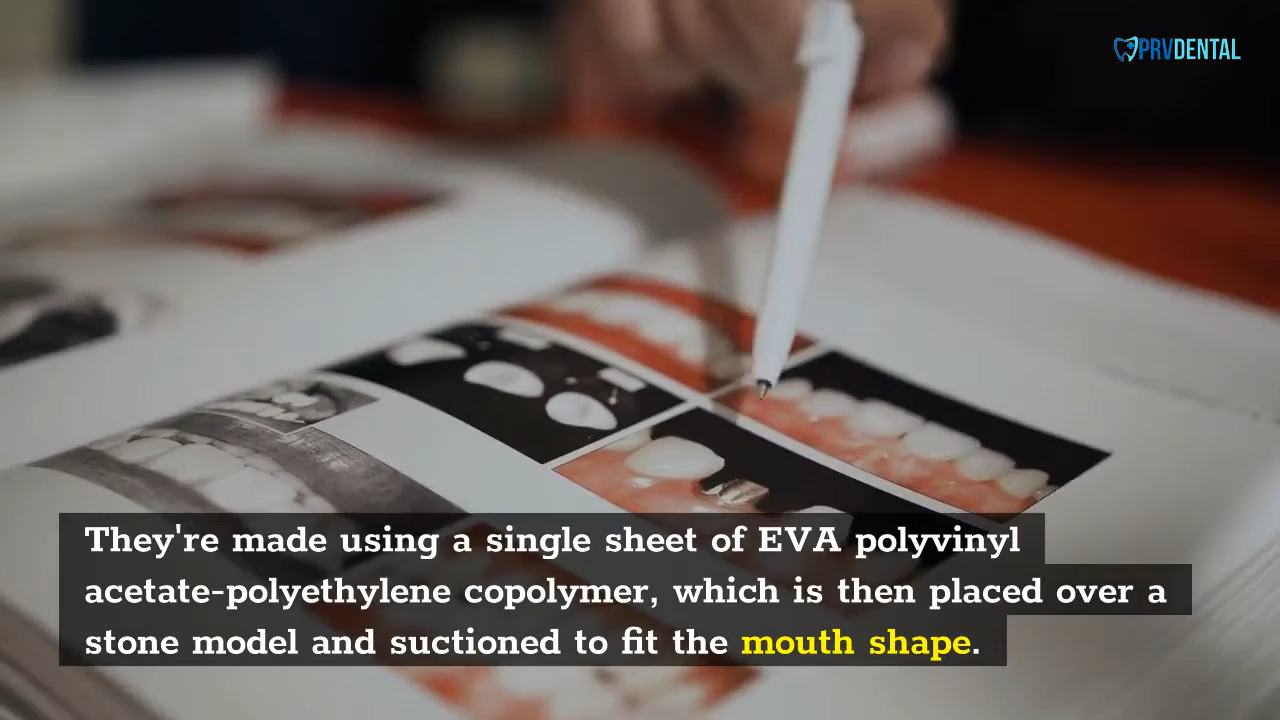 PRVDENTAL
They're made using a single sheet of EVA polyvinyl
acetate-polyethylene copolymer, which is then placed over a
stone model and suctioned to fit the mouth shape.